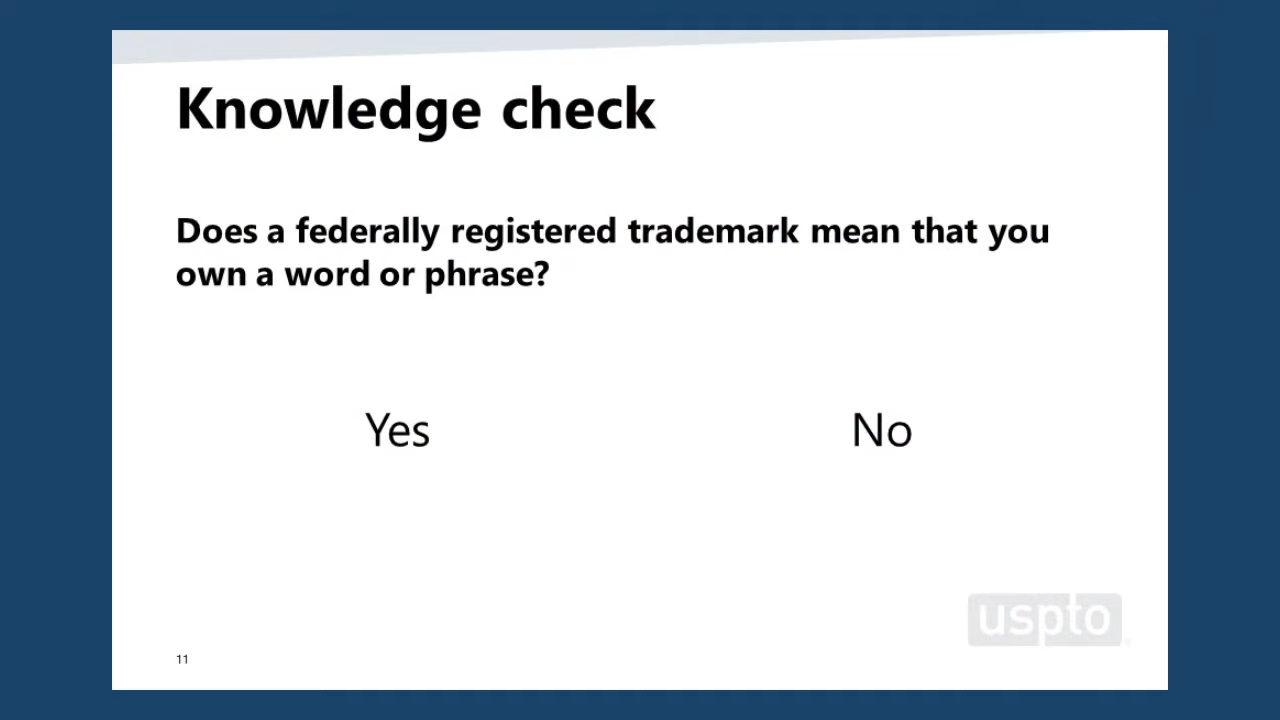 Knowledge check
Does a federally registered trademark mean that you
own a word or phrase?
Yes No
uspto
11